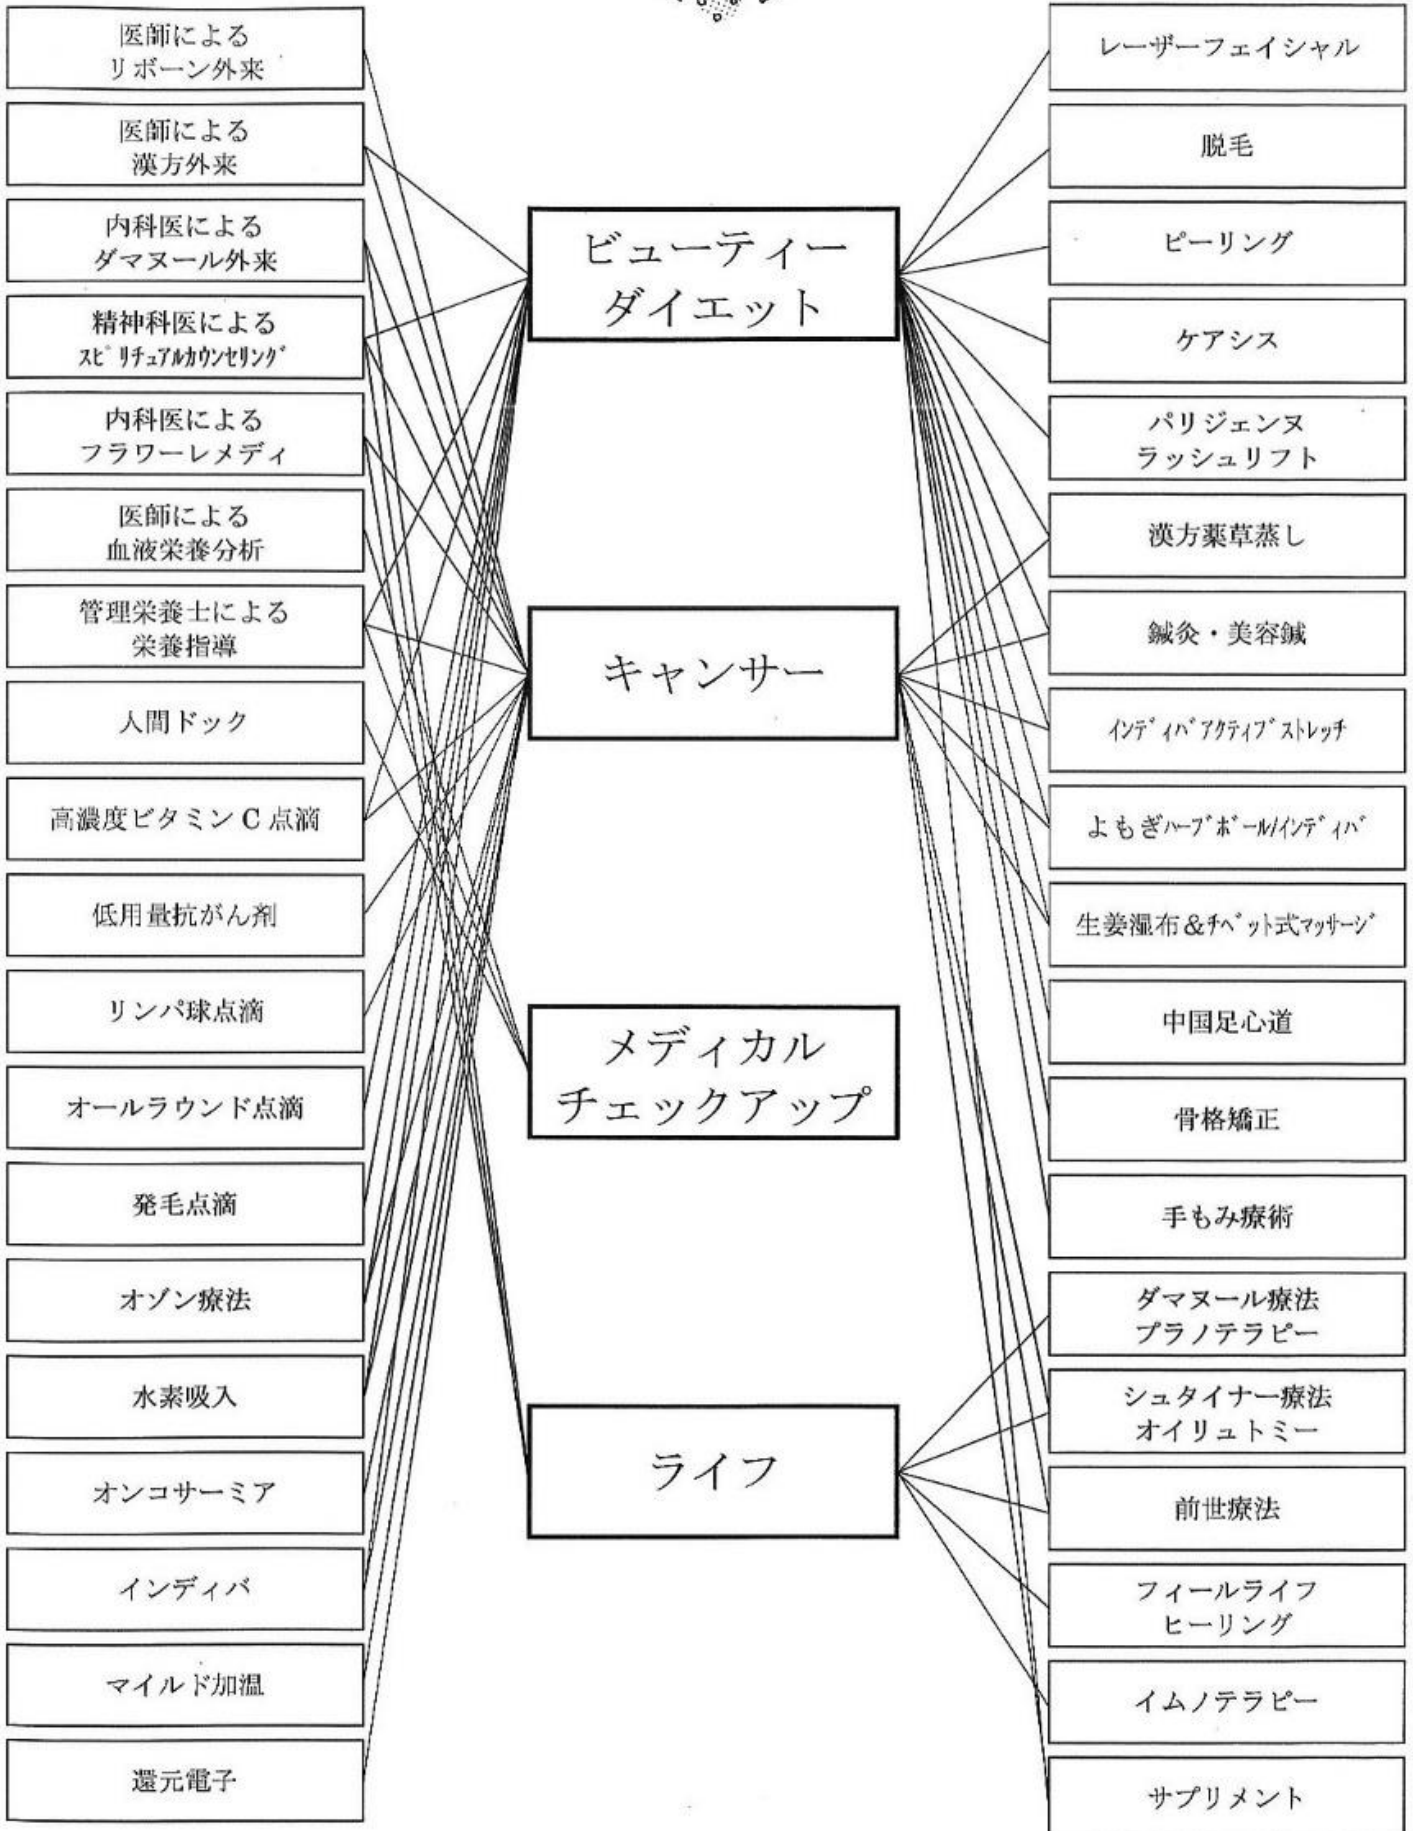 医師による
リボーン外来
医師による
漢方外来
内科医による
ダマヌール外来
精神科医による
スピリチュアルカウンセリング
内科医による
フラワーレメディ
医師による
血液栄養分析
管理栄養士による
栄養指導
人間ドック
高濃度ビタミンC点滴
低用量抗がん剤
リンパ球点滴
オールラウンド点滴
発毛点滴
オゾン療法
水素吸入
オンコサーミア
インディバ
マイルド加温
還元電子
ビューティー
ダイエット
キャンサー
メディカル
チェックアップ
ライフ
レーザーフェイシャル
脱毛
ピーリング
ケアシス
パリジェンヌ
ラッシュリフト
漢方薬草蒸し
鍼灸・美容鍼
インディバアクティブストレッチ
よもぎハーブボール/インディバ
生姜湿布&チベット式マッサージ
中国足心道
骨格矯正
手もみ療術
ダマヌール療法
プラノテラピー
シュタイナー療法
オイリュトミー
前世療法
フィールライフ
ヒーリング
イムノテラピー
サプリメント